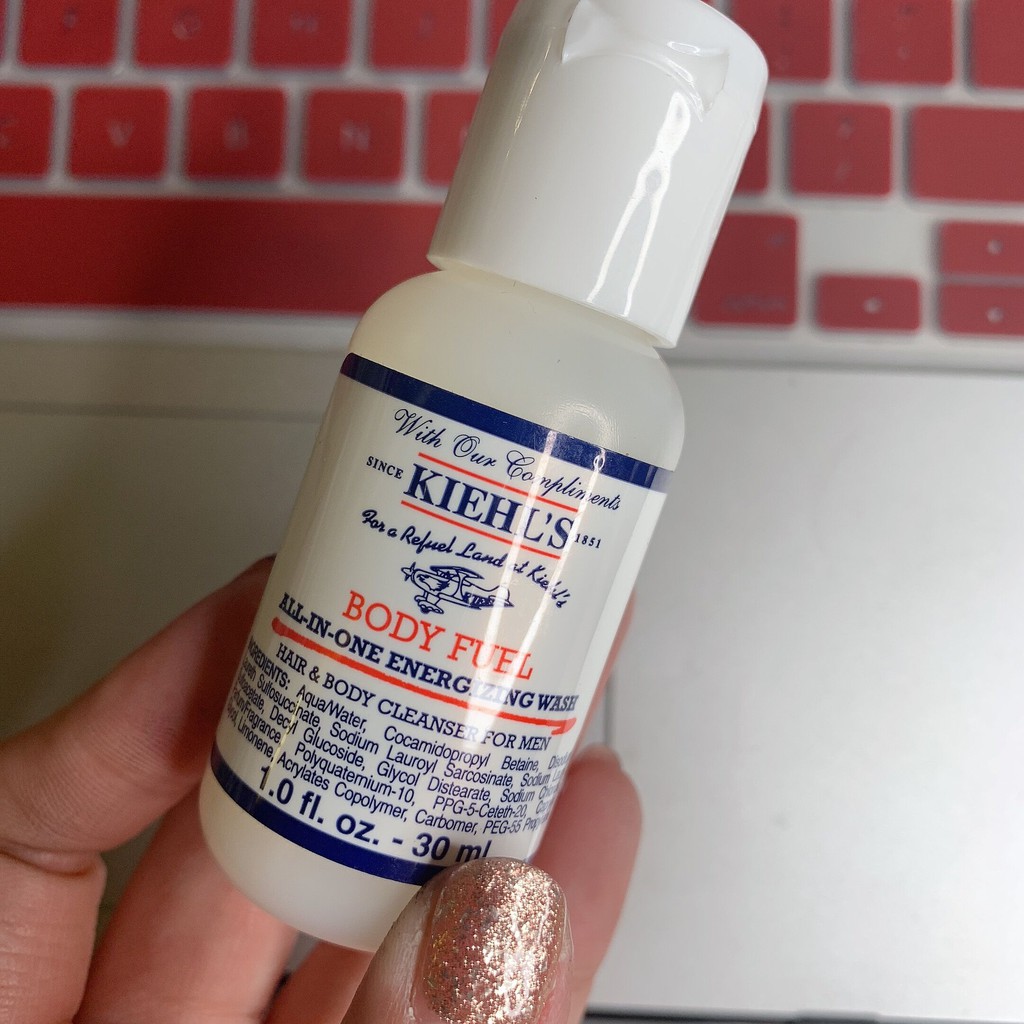 With Our Compliments
SINCE KIEHL'S 1851
For a Refuel Land at Kiehl's
BODY FUEL
ALL-IN-ONE ENERGIZING WASH
HAIR & BODY CLEANSER FOR MEN
INGREDIENTS: Aqua/Water, Cocamidopropyl Betaine,
Sulfosuccinate, Sodium Lauroyl Sarcosinate, Sodium
Decyl Glucoside, Glycol Distearate, Sodium
Polyquaternium-10, PPG-5-Ceteth-20,
Limonene, Acrylates Copolymer, Carbomer, PEG-55
1.0 fl. oz. - 30 ml